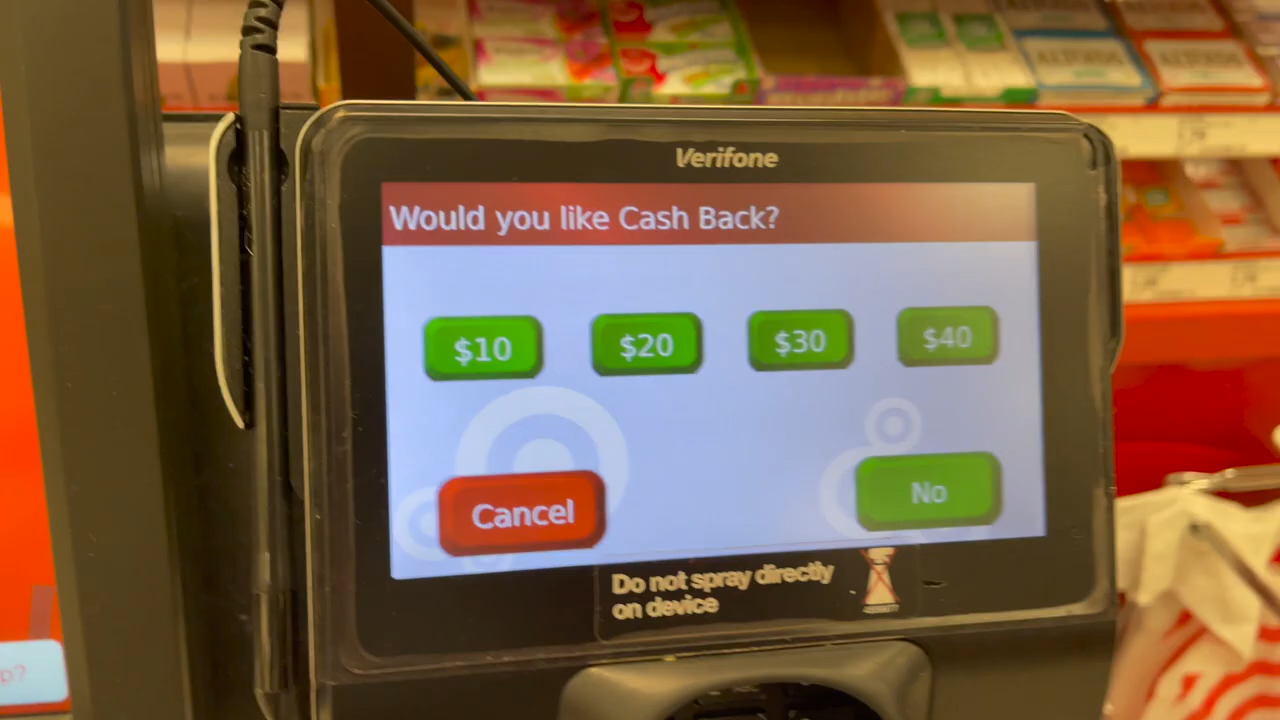 Verifone
Would you like Cash Back?
$10 $20 $30 $40
Cancel
No
Do not spray directly
on device
p?